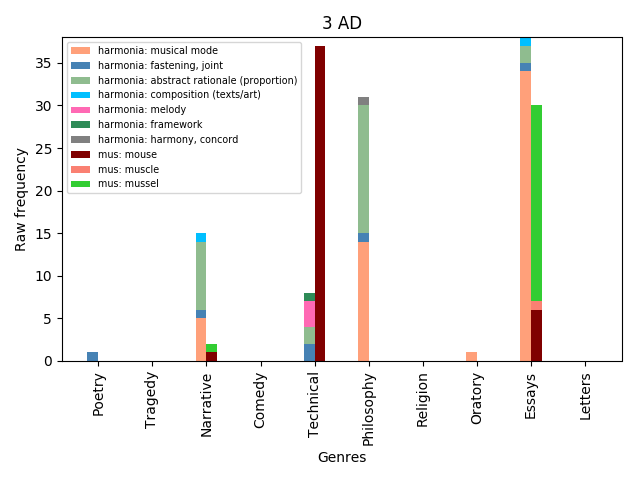 3 AD
harmonia: musical mode
harmonia: fastening, joint
harmonia: abstract rationale (proportion)
harmonia: composition (texts/art)
harmonia: melody
harmonia: framework
harmonia: harmony, concord
mus: mouse
mus: muscle
mus: mussel
Raw frequency
35
30
25
20
15
10
5
0
Poetry
Tragedy
Narrative
Comedy
Technical
Philosophy
Religion
Oratory
Essays
Letters
Genres